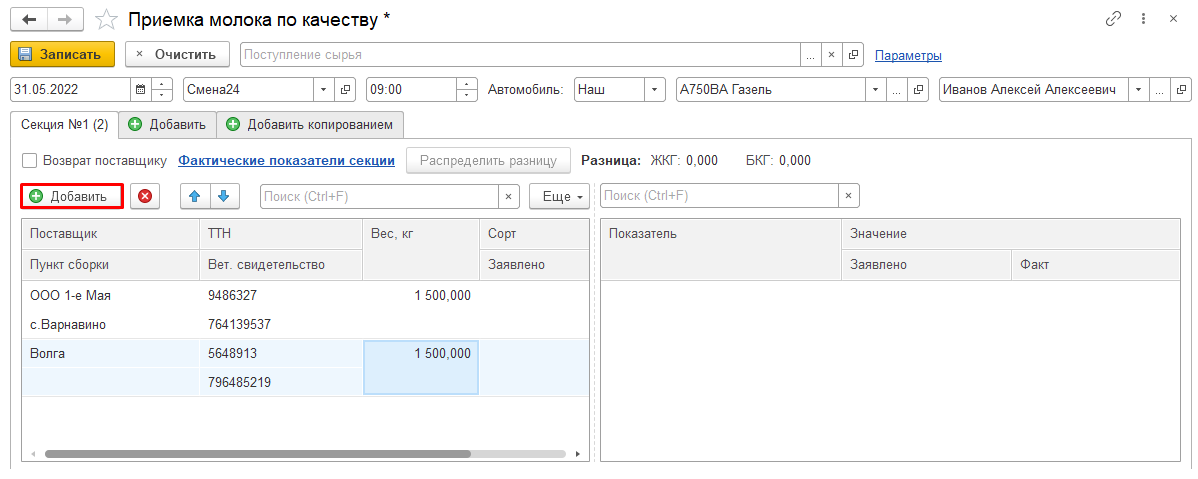 Приемка молока по качеству *
Записать × Очистить Поступление сырья ... × Параметры
31.05.2022 Смена24 09:00 Автомобиль: Наш А750ВА Газель ... Иванов Алексей Алексеевич ...
Секция №1 (2) Добавить Добавить копированием
Возврат поставщику Фактические показатели секции Распределить разницу Разница: ЖКГ: 0,000 БКГ: 0,000
Добавить Поиск (Ctrl+F) × Еще Поиск (Ctrl+F) ×
Поставщик ТТН Вес, кг Сорт Показатель Значение
Пункт сборки Вет. свидетельство Заявлено Заявлено Факт
ООО 1-е Мая 9486327 1 500,000
с.Варнавино 764139537
Волга 5648913 1 500,000
796485219